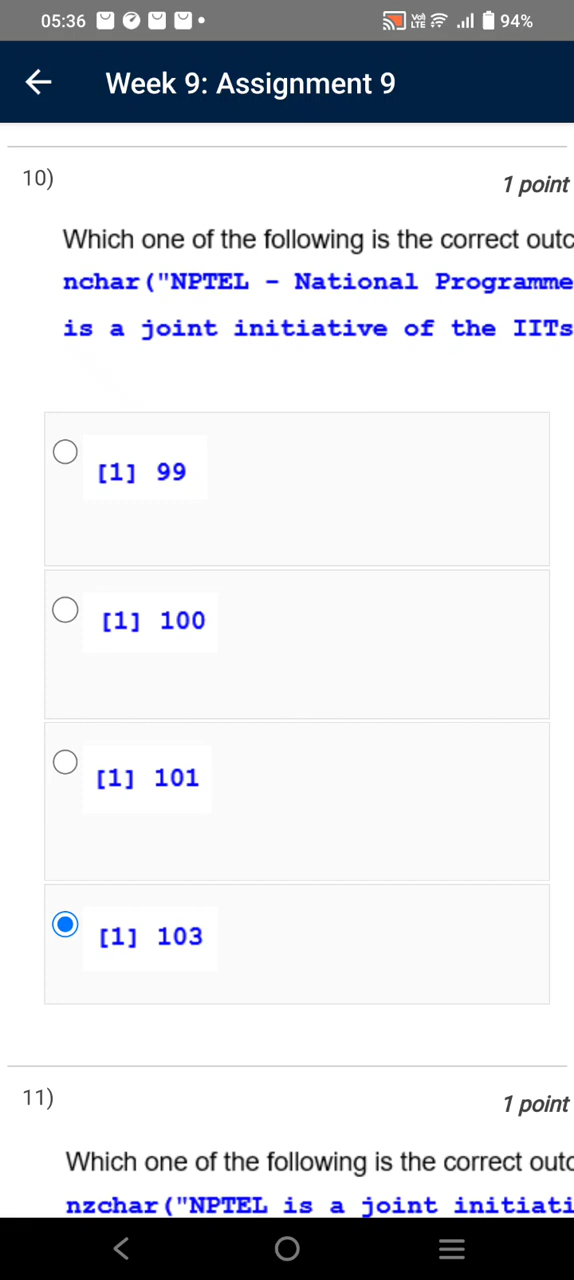 05:36 94%
Week 9: Assignment 9
10)
1 point
Which one of the following is the correct outc
nchar("NPTEL - National Programme
is a joint initiative of the IITs
[1] 99
[1] 100
[1] 101
[1] 103
11)
1 point
Which one of the following is the correct outc
nzchar("NPTEL is a joint initiati